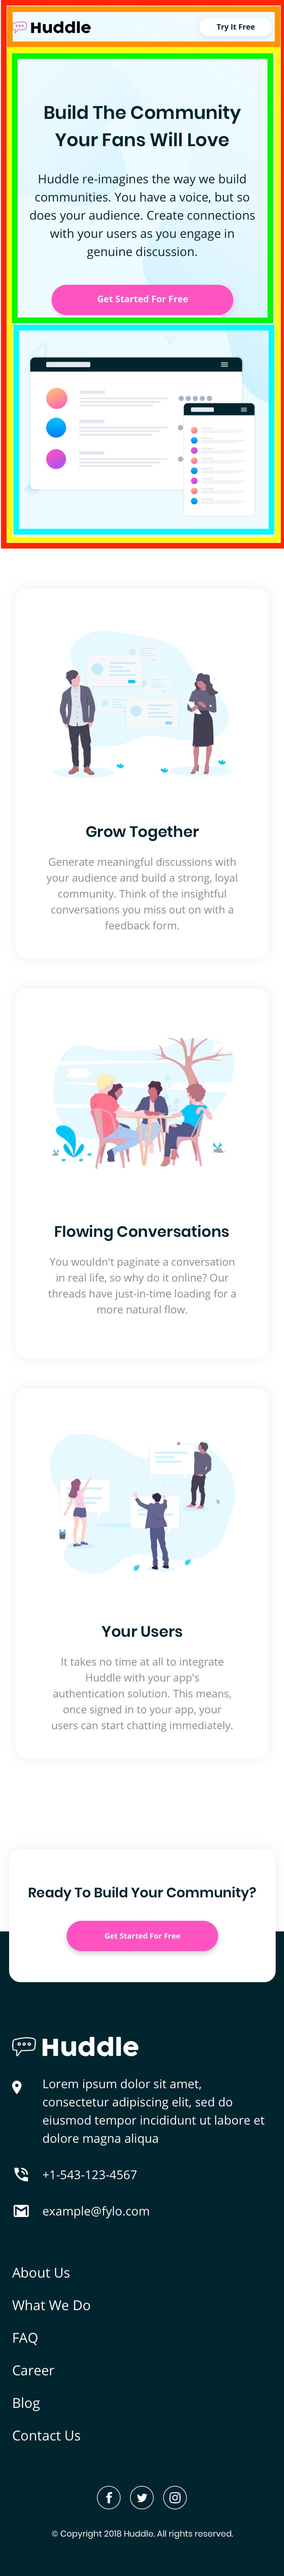 Huddle
Try It Free
Build The Community
Your Fans Will Love
Huddle re-imagines the way we build
communities. You have a voice, but so
does your audience. Create connections
with your users as you engage in
genuine discussion.
Get Started For Free
Grow Together
Generate meaningful discussions with
your audience and build a strong, loyal
community. Think of the insightful
conversations you miss out on with a
feedback form.
Flowing Conversations
You wouldn't paginate a conversation
in real life, so why do it online? Our
threads have just-in-time loading for a
more natural flow.
Your Users
It takes no time at all to integrate
Huddle with your app's
authentication solution. This means,
once signed in to your app, your
users can start chatting immediately.
Ready To Build Your Community?
Get Started For Free
Huddle
Lorem ipsum dolor sit amet,
consectetur adipiscing elit, sed do
eiusmod tempor incididunt ut labore et
dolore magna aliqua
+1-543-123-4567
example@fylo.com
About Us
What We Do
FAQ
Career
Blog
Contact Us
© Copyright 2018 Huddle. All rights reserved.